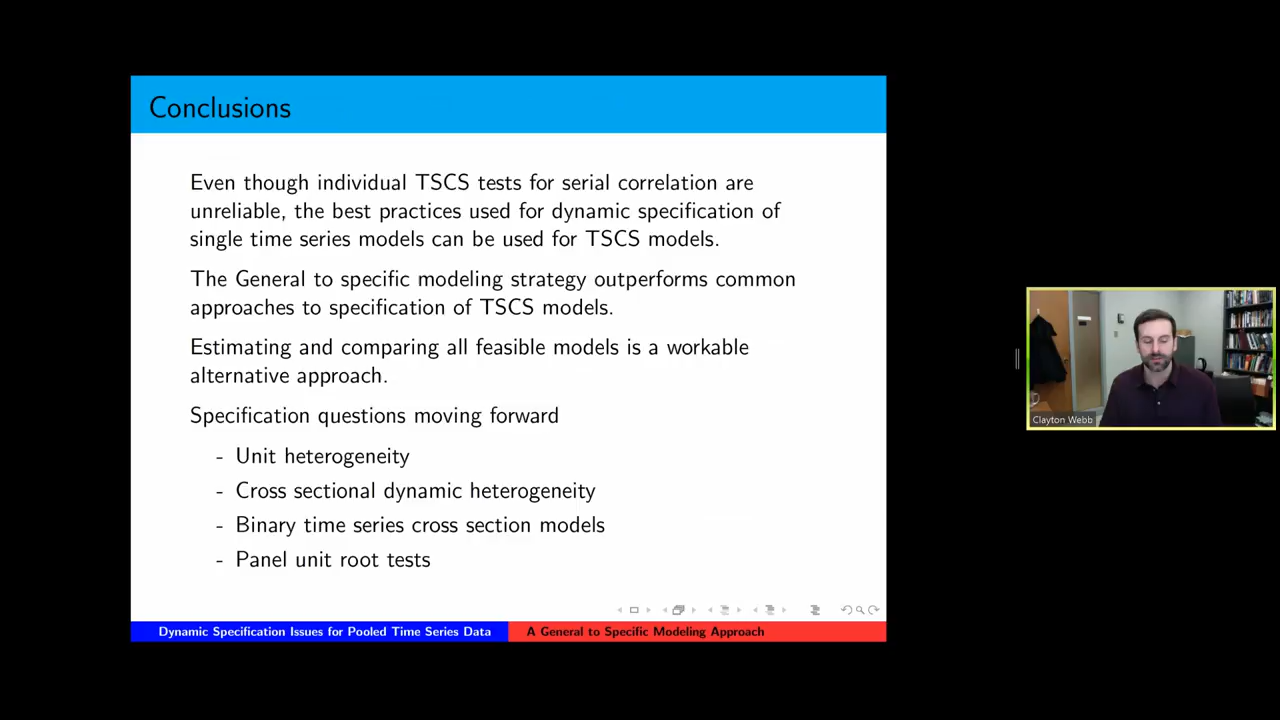 Conclusions
Even though individual TSCS tests for serial correlation are
unreliable, the best practices used for dynamic specification of
single time series models can be used for TSCS models.
The General to specific modeling strategy outperforms common
approaches to specification of TSCS models.
Estimating and comparing all feasible models is a workable
alternative approach.
Specification questions moving forward
- Unit heterogeneity
- Cross sectional dynamic heterogeneity
- Binary time series cross section models
- Panel unit root tests
Dynamic Specification Issues for Pooled Time Series Data
A General to Specific Modeling Approach
Clayton Webb